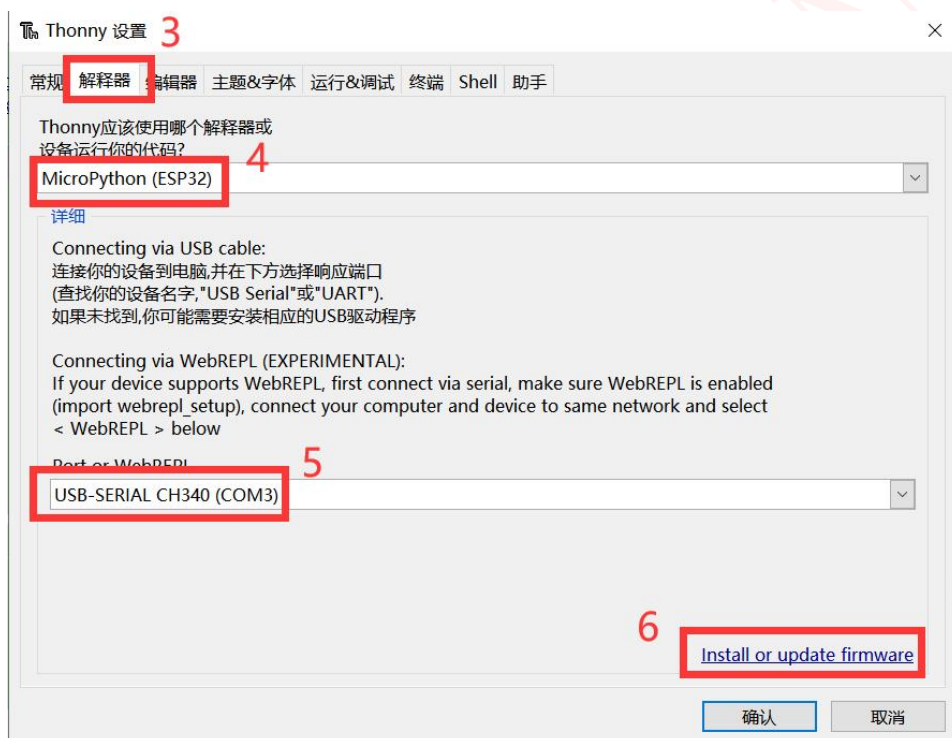 Thonny 设置
3
常规 解释器 编辑器 主题&字体 运行&调试 终端 Shell 助手
Thonny应该使用哪个解释器或
设备运行你的代码?
4
MicroPython (ESP32)
详细
Connecting via USB cable:
连接你的设备到电脑,并在下方选择响应端口
(查找你的设备名字,"USB Serial"或"UART").
如果未找到,你可能需要安装相应的USB驱动程序
Connecting via WebREPL (EXPERIMENTAL):
If your device supports WebREPL, first connect via serial, make sure WebREPL is enabled
(import webrepl_setup), connect your computer and device to same network and select
< WebREPL > below
Port or WebREPL
5
USB-SERIAL CH340 (COM3)
6
Install or update firmware
确认 取消